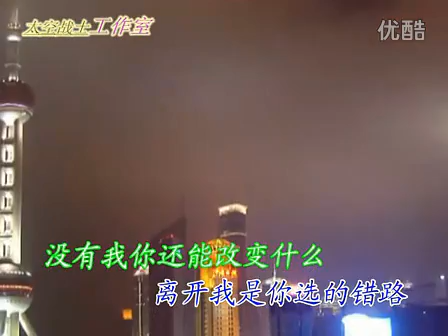 太空战士工作室
优酷
没有我你还能改变什么
离开我是你选的错路